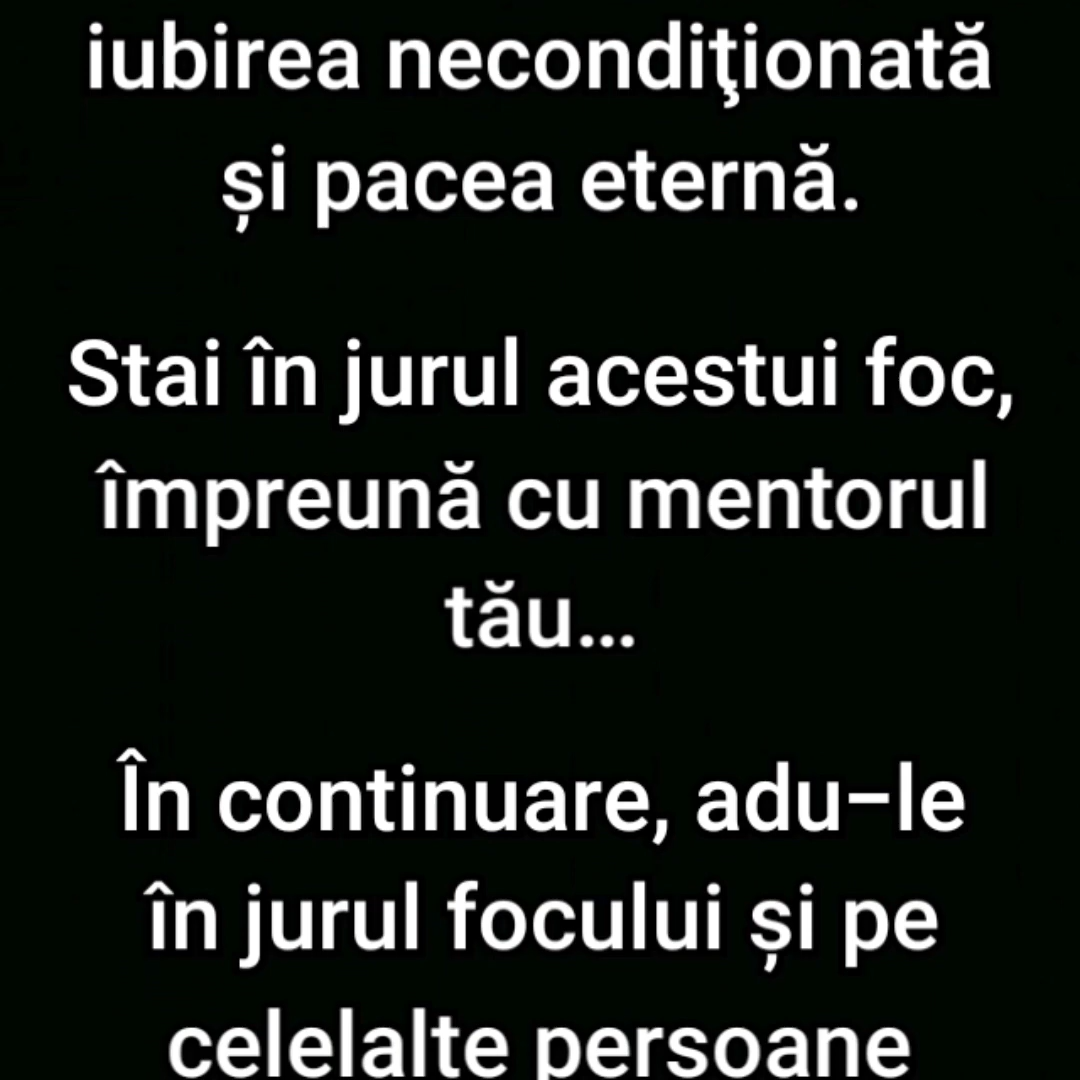 iubirea necondiţionată
și pacea eternă.
Stai în jurul acestui foc,
împreună cu mentorul
tău...
În continuare, adu-le
în jurul focului și pe
celelalte persoane